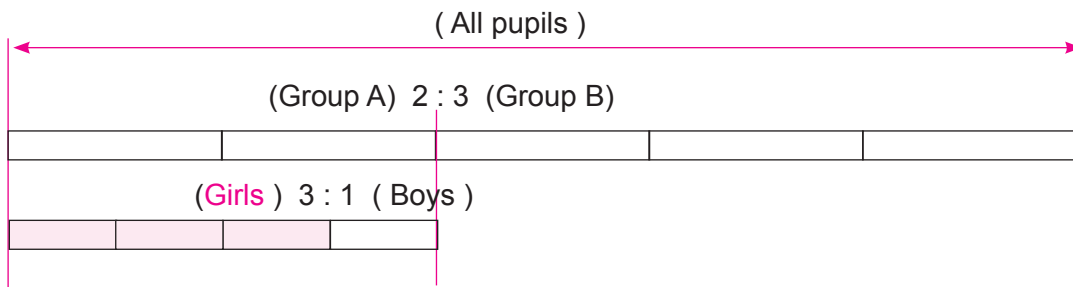 ( All pupils )
(Group A)  2 : 3  (Group B)
(Girls )  3 : 1  ( Boys )